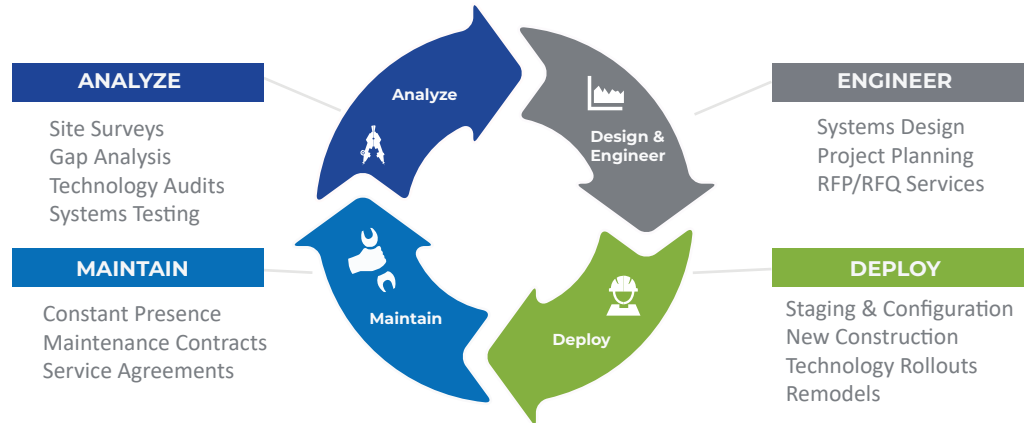 ANALYZE
Site Surveys
Gap Analysis
Technology Audits
Systems Testing
MAINTAIN
Constant Presence
Maintenance Contracts
Service Agreements
Analyze
Design &
Engineer
Maintain
Deploy
ENGINEER
Systems Design
Project Planning
RFP/RFQ Services
DEPLOY
Staging & Configuration
New Construction
Technology Rollouts
Remodels